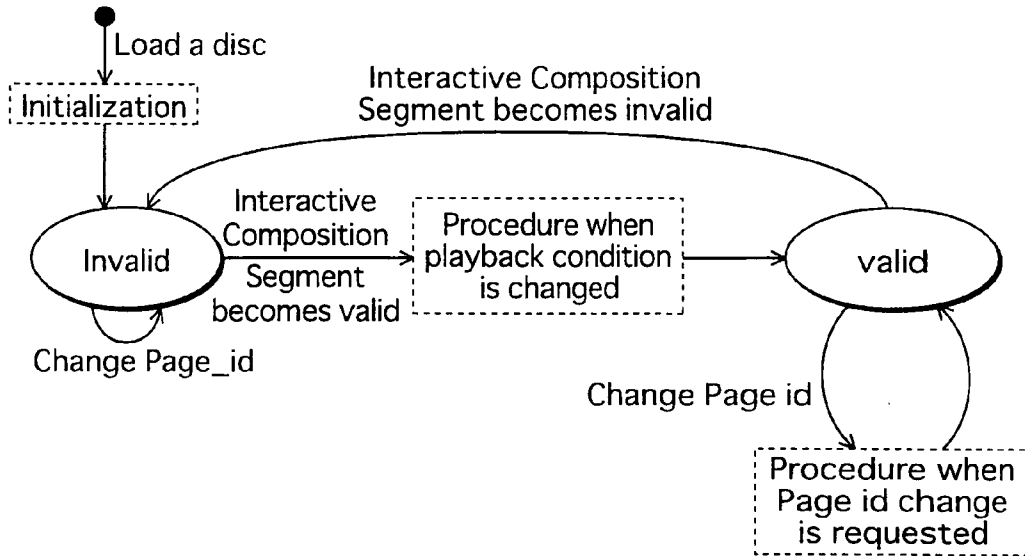 Load a disc
Initialization
Interactive Composition
Segment becomes invalid
Invalid
Interactive
Composition
Segment
becomes valid
Procedure when
playback condition
is changed
valid
Change Page_id
Change Page id
Procedure when
Page id change
is requested